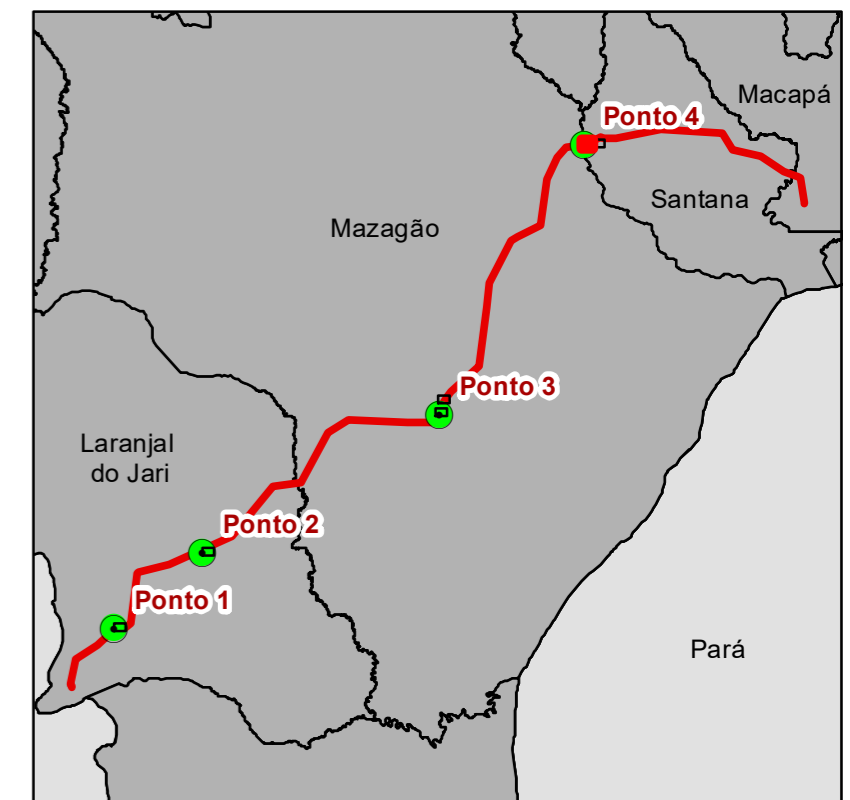 Macapá
Ponto 4
Santana
Mazagão
Ponto 3
Laranjal
do Jari
Ponto 2
Ponto 1
Pará